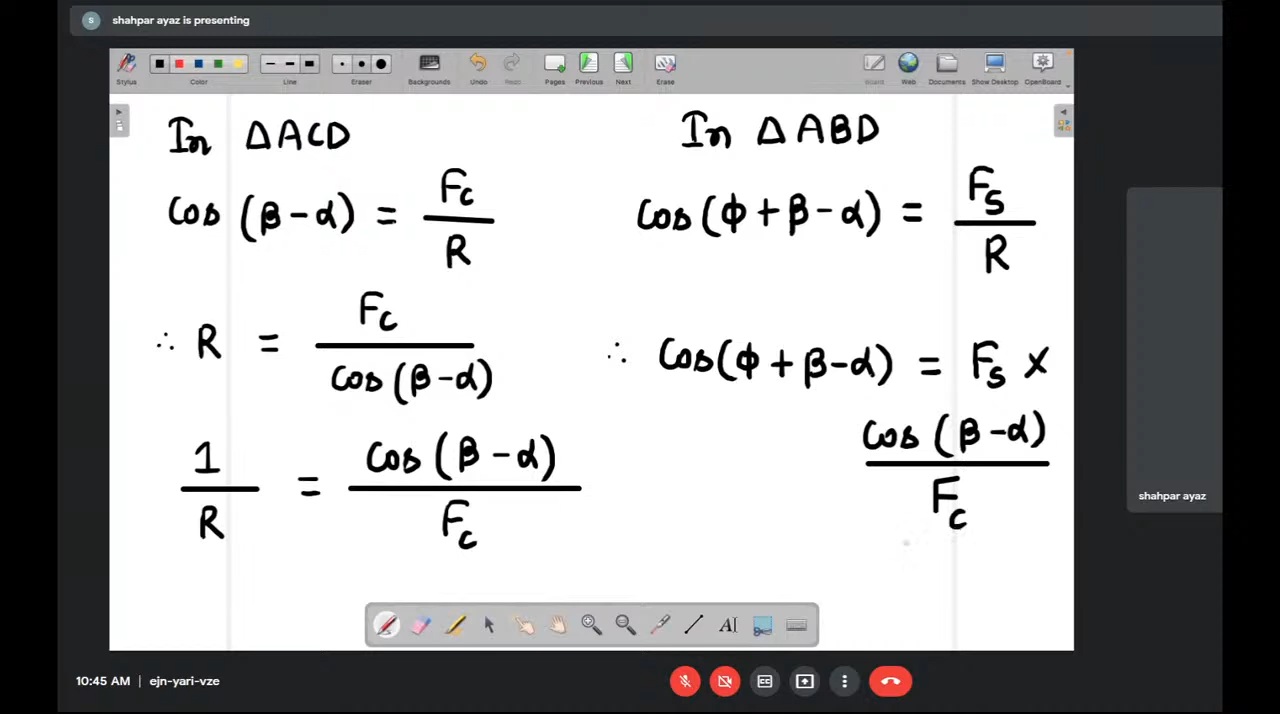 shahpar ayaz is presenting
Stylus Color Line Eraser Backgrounds Undo Redo Pages Previous Next Erase Board Web Documents Show Desktop OpenBoard
In ΔACD
cos (β-α) = Fc / R
∴ R = Fc / cos (β-α)
1 / R = cos (β-α) / Fc
In ΔABD
cos(φ + β-α) = Fs / R
∴ cos(φ + β-α) = Fs ×
cos (β-α) / Fc
shahpar ayaz
10:45 AM ejn-yari-vze